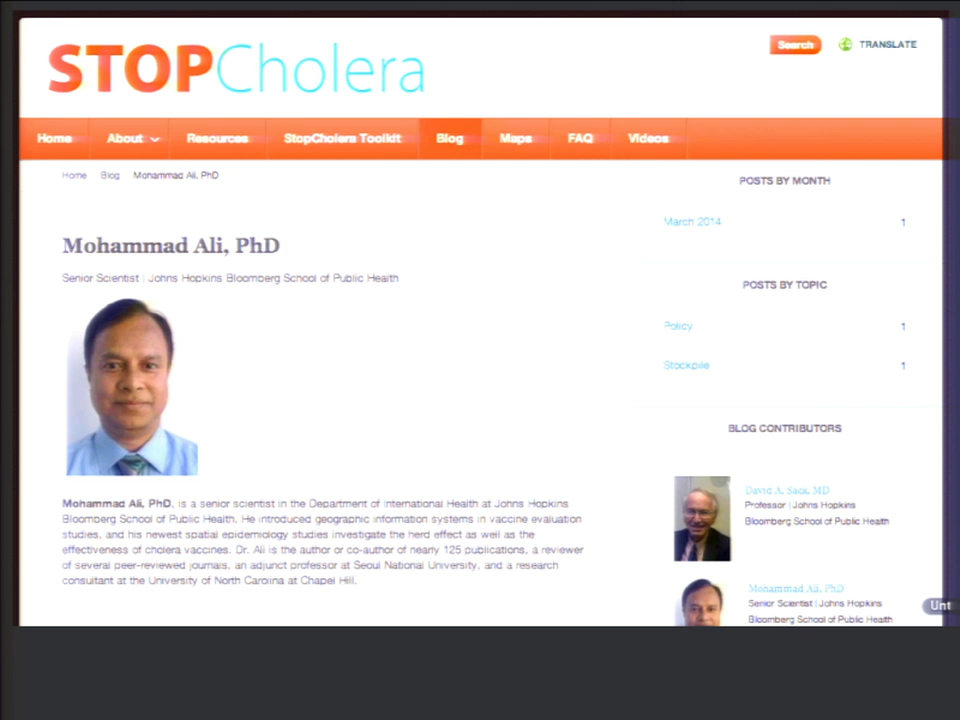 STOPCholera
Search
TRANSLATE
Home
About
Resources
StopCholera Toolkit
Blog
Maps
FAQ
Videos
Home Blog Mohammad Ali, PhD
Mohammad Ali, PhD
Senior Scientist | Johns Hopkins Bloomberg School of Public Health
Mohammad Ali, PhD, is a senior scientist in the Department of International Health at Johns Hopkins
Bloomberg School of Public Health. He introduced geographic information systems in vaccine evaluation
studies, and his newest spatial epidemiology studies investigate the herd effect as well as the
effectiveness of cholera vaccines. Dr. Ali is the author or co-author of nearly 125 publications, a reviewer
of several peer-reviewed journals, an adjunct professor at Seoul National University, and a research
consultant at the University of North Carolina at Chapel Hill.
POSTS BY MONTH
March 2014 1
POSTS BY TOPIC
Policy 1
Stockpile 1
BLOG CONTRIBUTORS
David A. Sack, MD
Professor | Johns Hopkins
Bloomberg School of Public Health
Mohammad Ali, PhD
Senior Scientist | Johns Hopkins
Bloomberg School of Public Health
Unt